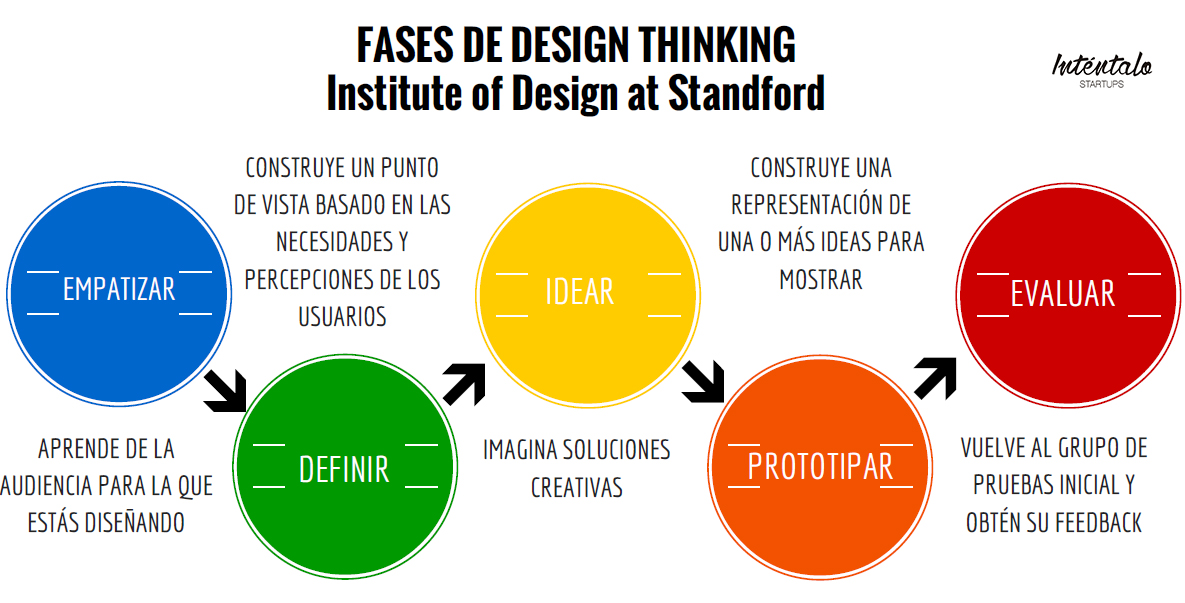 FASES DE DESIGN THINKING
Institute of Design at Standford
Inténtalo
STARTUPS
EMPATIZAR
APRENDE DE LA
AUDIENCIA PARA LA QUE
ESTÁS DISEÑANDO
CONSTRUYE UN PUNTO
DE VISTA BASADO EN LAS
NECESIDADES Y
PERCEPCIONES DE LOS
USUARIOS
DEFINIR
IDEAR
IMAGINA SOLUCIONES
CREATIVAS
CONSTRUYE UNA
REPRESENTACIÓN DE
UNA O MÁS IDEAS PARA
MOSTRAR
PROTOTIPAR
EVALUAR
VUELVE AL GRUPO DE
PRUEBAS INICIAL Y
OBTÉN SU FEEDBACK